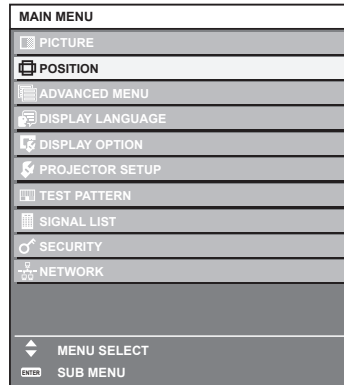 MAIN MENU
PICTURE
POSITION
ADVANCED MENU
DISPLAY LANGUAGE
DISPLAY OPTION
PROJECTOR SETUP
TEST PATTERN
SIGNAL LIST
SECURITY
NETWORK
MENU SELECT
ENTER SUB MENU